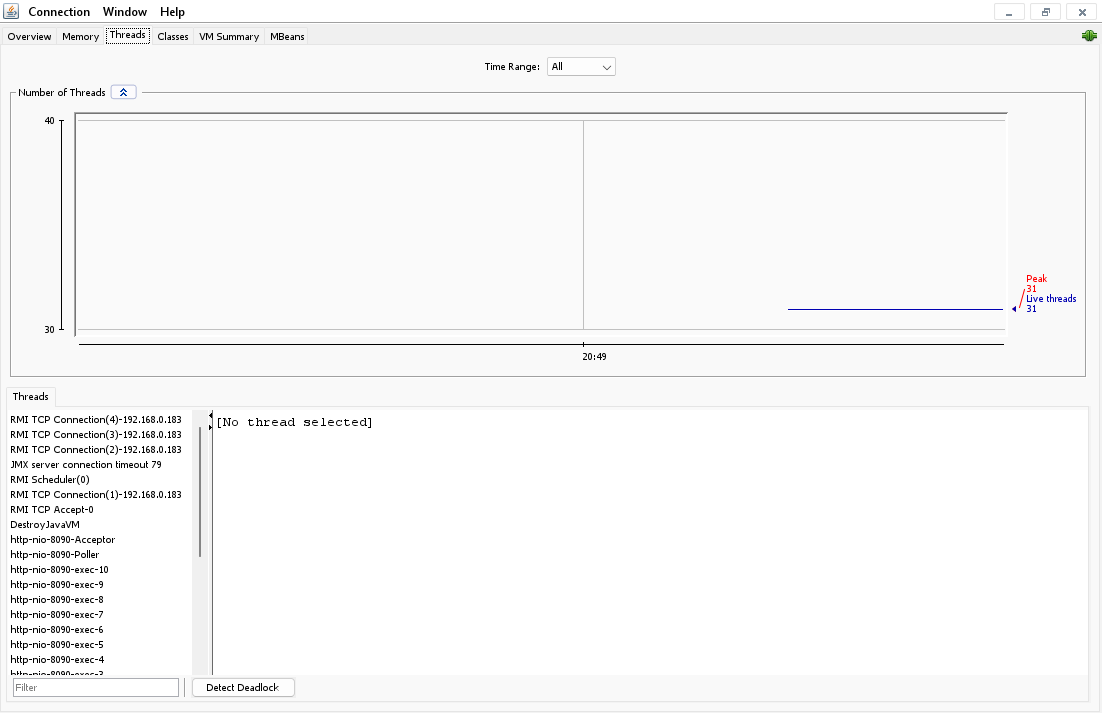 Connection Window Help
Overview Memory Threads Classes VM Summary MBeans
Time Range: All
Number of Threads
40
30
Peak
31
Live threads
31
20:49
Threads
RMI TCP Connection(4)-192.168.0.183
RMI TCP Connection(3)-192.168.0.183
RMI TCP Connection(2)-192.168.0.183
JMX server connection timeout 79
RMI Scheduler(0)
RMI TCP Connection(1)-192.168.0.183
RMI TCP Accept-0
DestroyJavaVM
http-nio-8090-Acceptor
http-nio-8090-Poller
http-nio-8090-exec-10
http-nio-8090-exec-9
http-nio-8090-exec-8
http-nio-8090-exec-7
http-nio-8090-exec-6
http-nio-8090-exec-5
http-nio-8090-exec-4
http-nio-8090-exec-3
[No thread selected]
Filter
Detect Deadlock